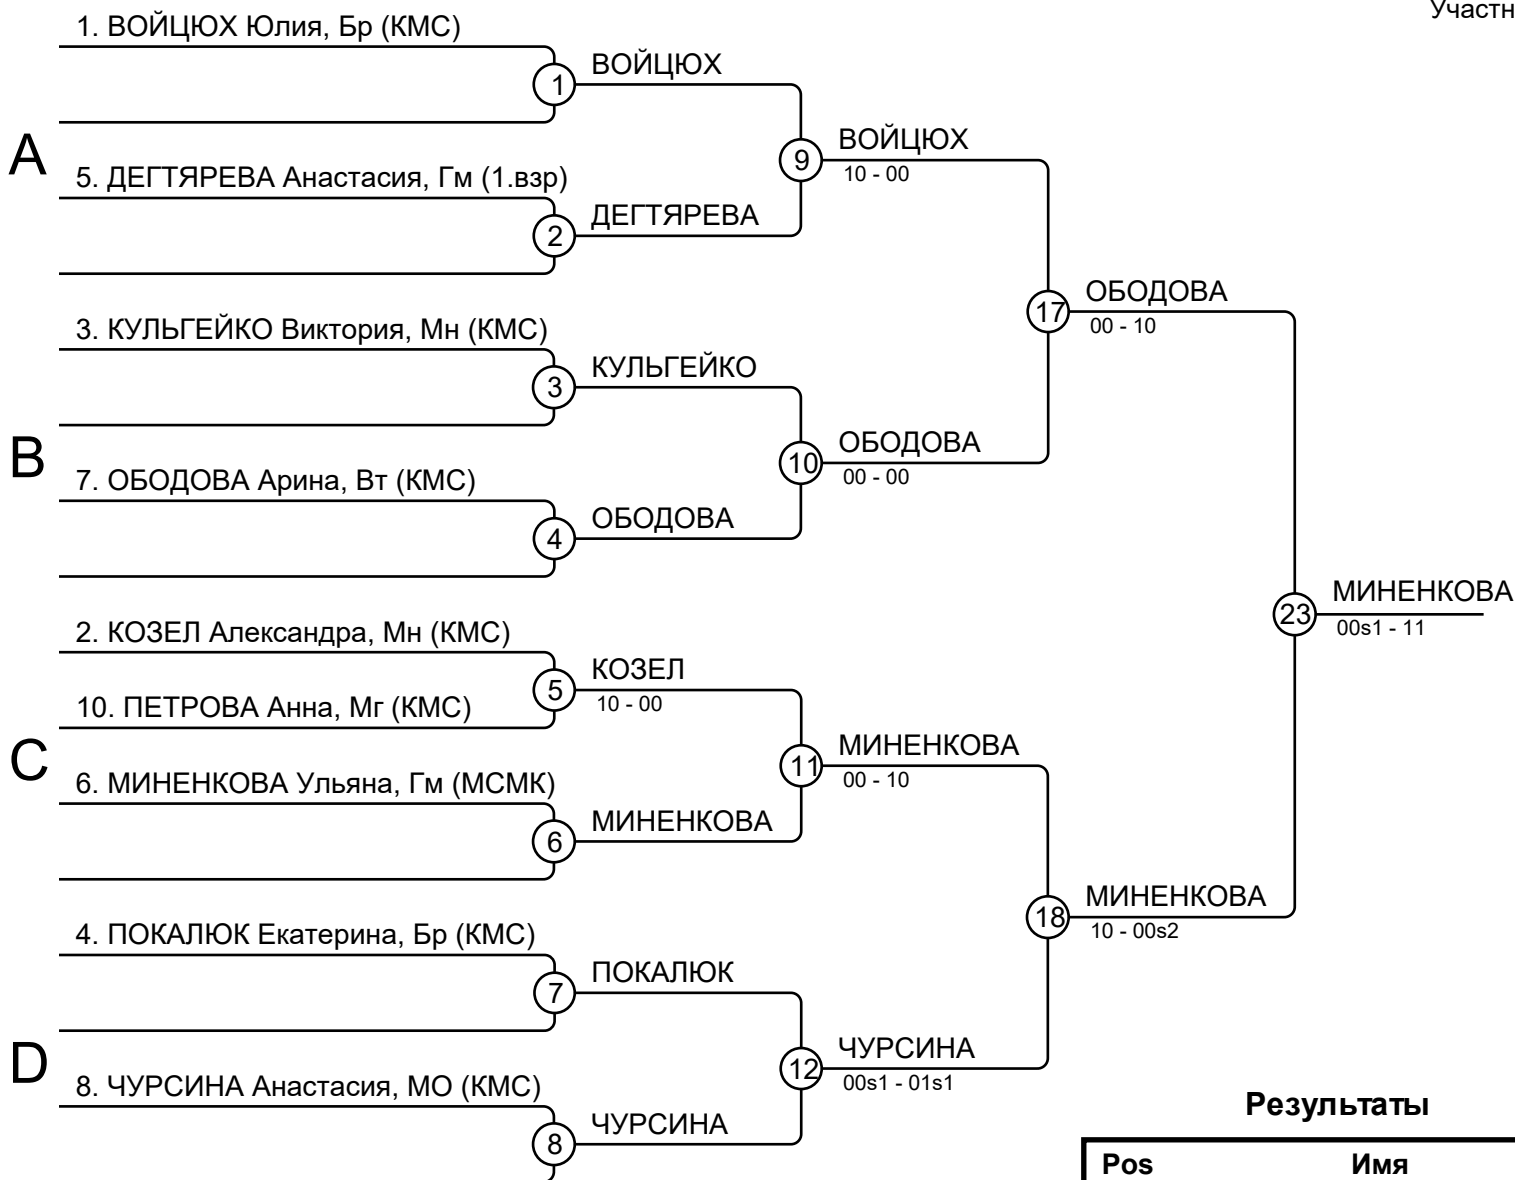 Участн
1. ВОЙЦЮХ Юлия, Бр (КМС)
1
ВОЙЦЮХ
A
9
ВОЙЦЮХ
10 - 00
5. ДЕГТЯРЕВА Анастасия, Гм (1.взр)
2
ДЕГТЯРЕВА
17
ОБОДОВА
00 - 10
3. КУЛЬГЕЙКО Виктория, Мн (КМС)
3
КУЛЬГЕЙКО
B
10
ОБОДОВА
00 - 00
7. ОБОДОВА Арина, Вт (КМС)
4
ОБОДОВА
23
МИНЕНКОВА
00s1 - 11
2. КОЗЕЛ Александра, Мн (КМС)
5
КОЗЕЛ
10 - 00
10. ПЕТРОВА Анна, Мг (КМС)
C
11
МИНЕНКОВА
00 - 10
6. МИНЕНКОВА Ульяна, Гм (МСМК)
6
МИНЕНКОВА
18
МИНЕНКОВА
10 - 00s2
4. ПОКАЛЮК Екатерина, Бр (КМС)
7
ПОКАЛЮК
D
12
ЧУРСИНА
00s1 - 01s1
8. ЧУРСИНА Анастасия, МО (КМС)
8
ЧУРСИНА
Результаты
Pos Имя